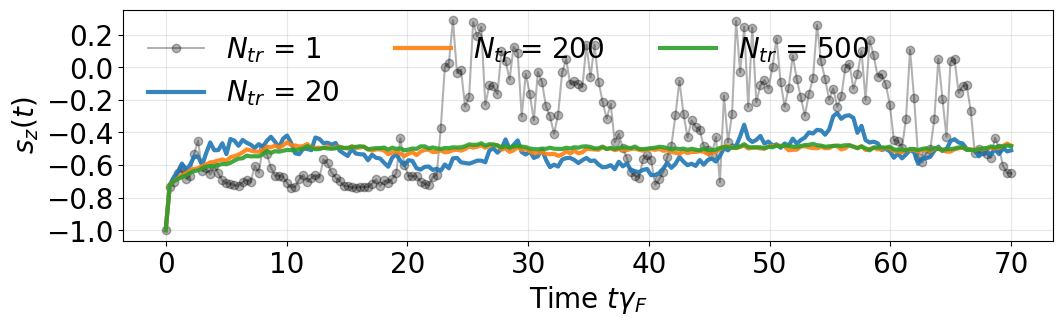 0.2
0.0
−0.2
−0.4
−0.6
−0.8
−1.0
s_z(t)
N_tr = 1
N_tr = 200
N_tr = 500
N_tr = 20
0 10 20 30 40 50 60 70
Time tγ_F